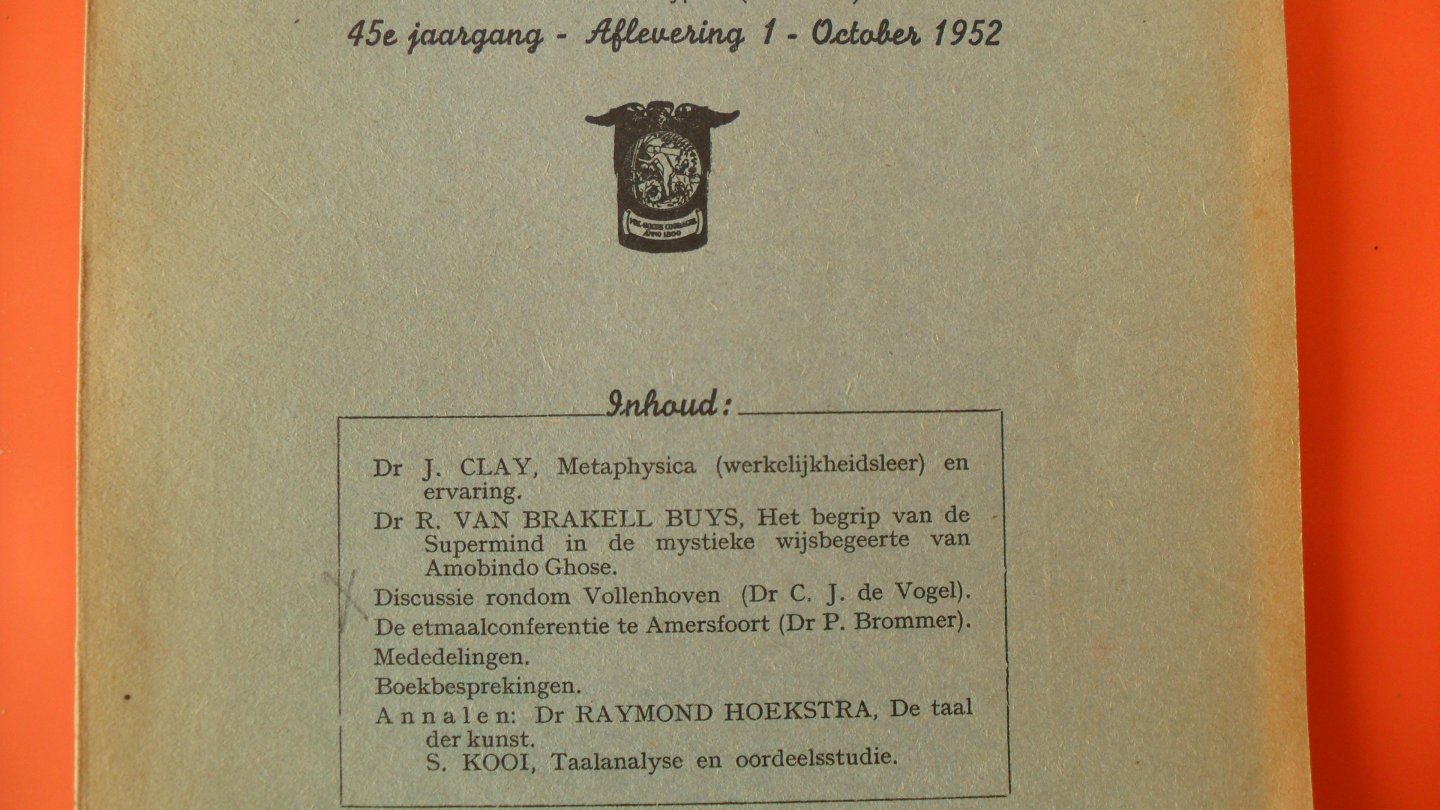 45e jaargang - Aflevering 1 - October 1952
ANNO 1800
Inhoud:
Dr J. CLAY, Metaphysica (werkelijkheidsleer) en
ervaring.
Dr R. VAN BRAKELL BUYS, Het begrip van de
Supermind in de mystieke wijsbegeerte van
Amobindo Ghose.
Discussie rondom Vollenhoven (Dr C. J. de Vogel).
De etmaalconferentie te Amersfoort (Dr P. Brommer).
Mededelingen.
Boekbesprekingen.
Annalen: Dr RAYMOND HOEKSTRA, De taal
der kunst.
S. KOOI, Taalanalyse en oordeelsstudie.